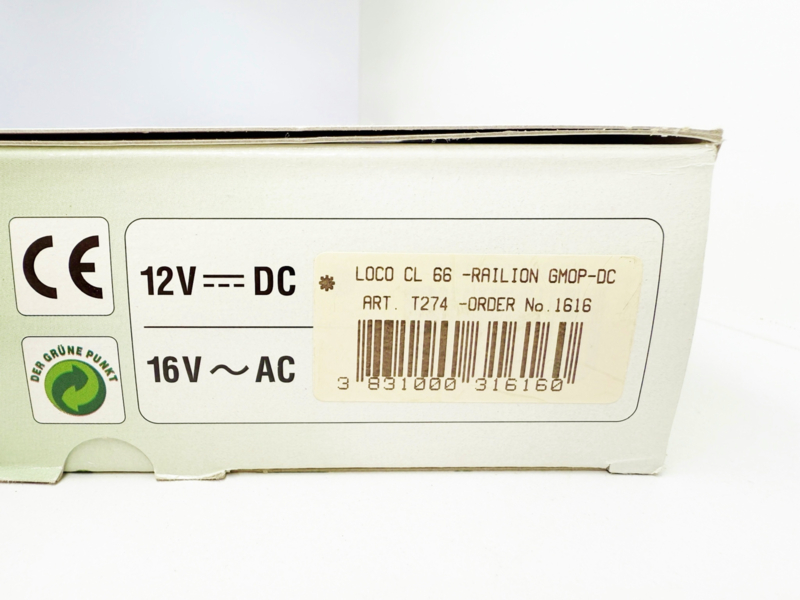 CE
DER GRÜNE PUNKT
12V ⎓ DC
16V ~ AC
* LOCO CL 66 -RAILION GMOP-DC
ART. T274 -ORDER No.1616
3 831000 316160